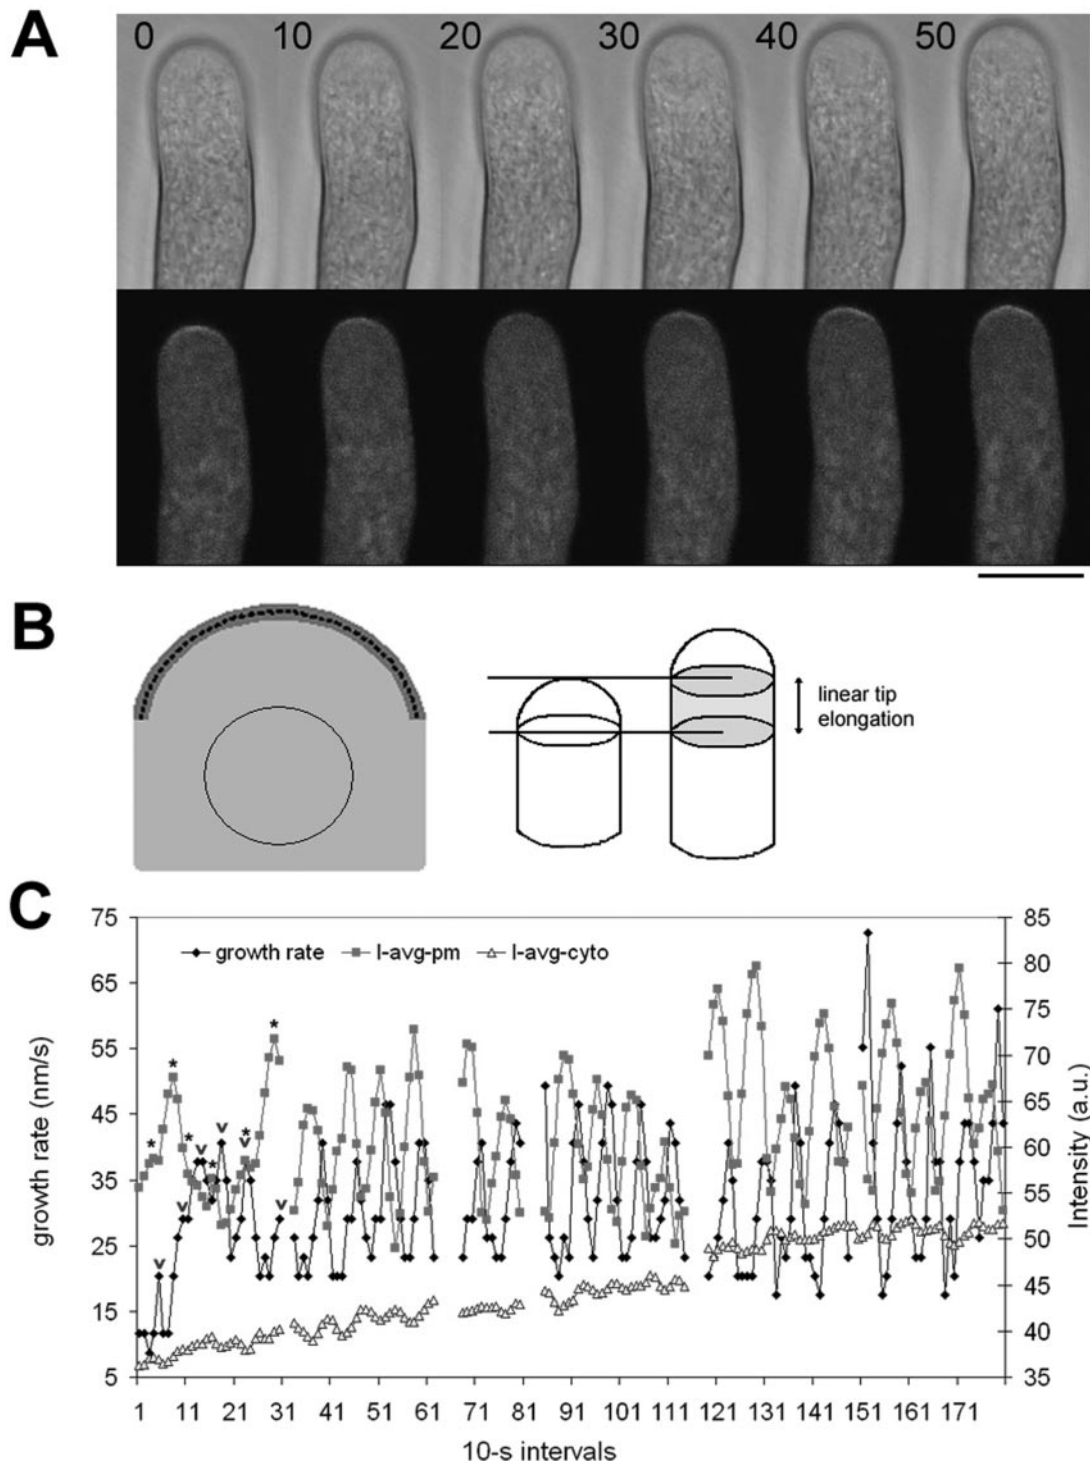 A
0 10 20 30 40 50
B
linear tip
elongation
C
growth rate I-avg-pm I-avg-cyto
growth rate (nm/s)
75
65
55
45
35
25
15
5
Intensity (a.u.)
85
80
75
70
65
60
55
50
45
40
35
* * * * * *
v v v v v
1 11 21 31 41 51 61 71 81 91 101 111 121 131 141 151 161 171
10-s intervals